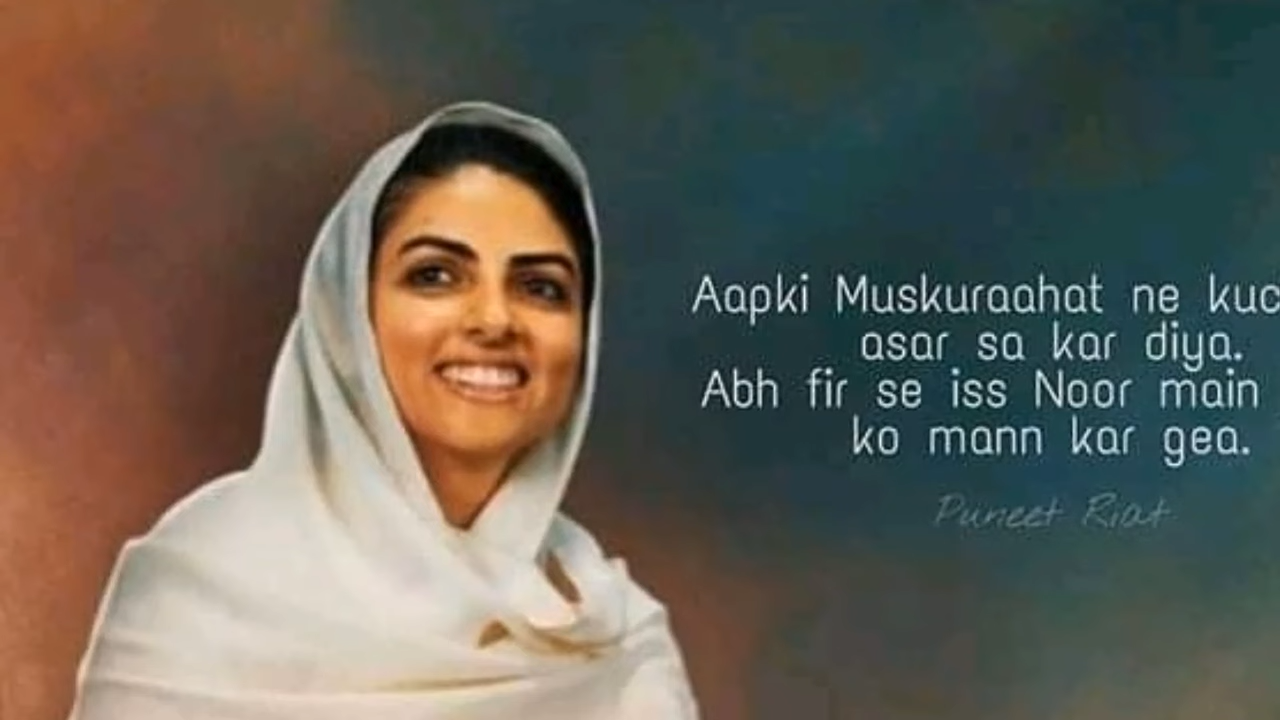 Aapki Muskuraahat ne kuc
asar sa kar diya.
Abh fir se iss Noor main
ko mann kar gea.
Puneet Riat